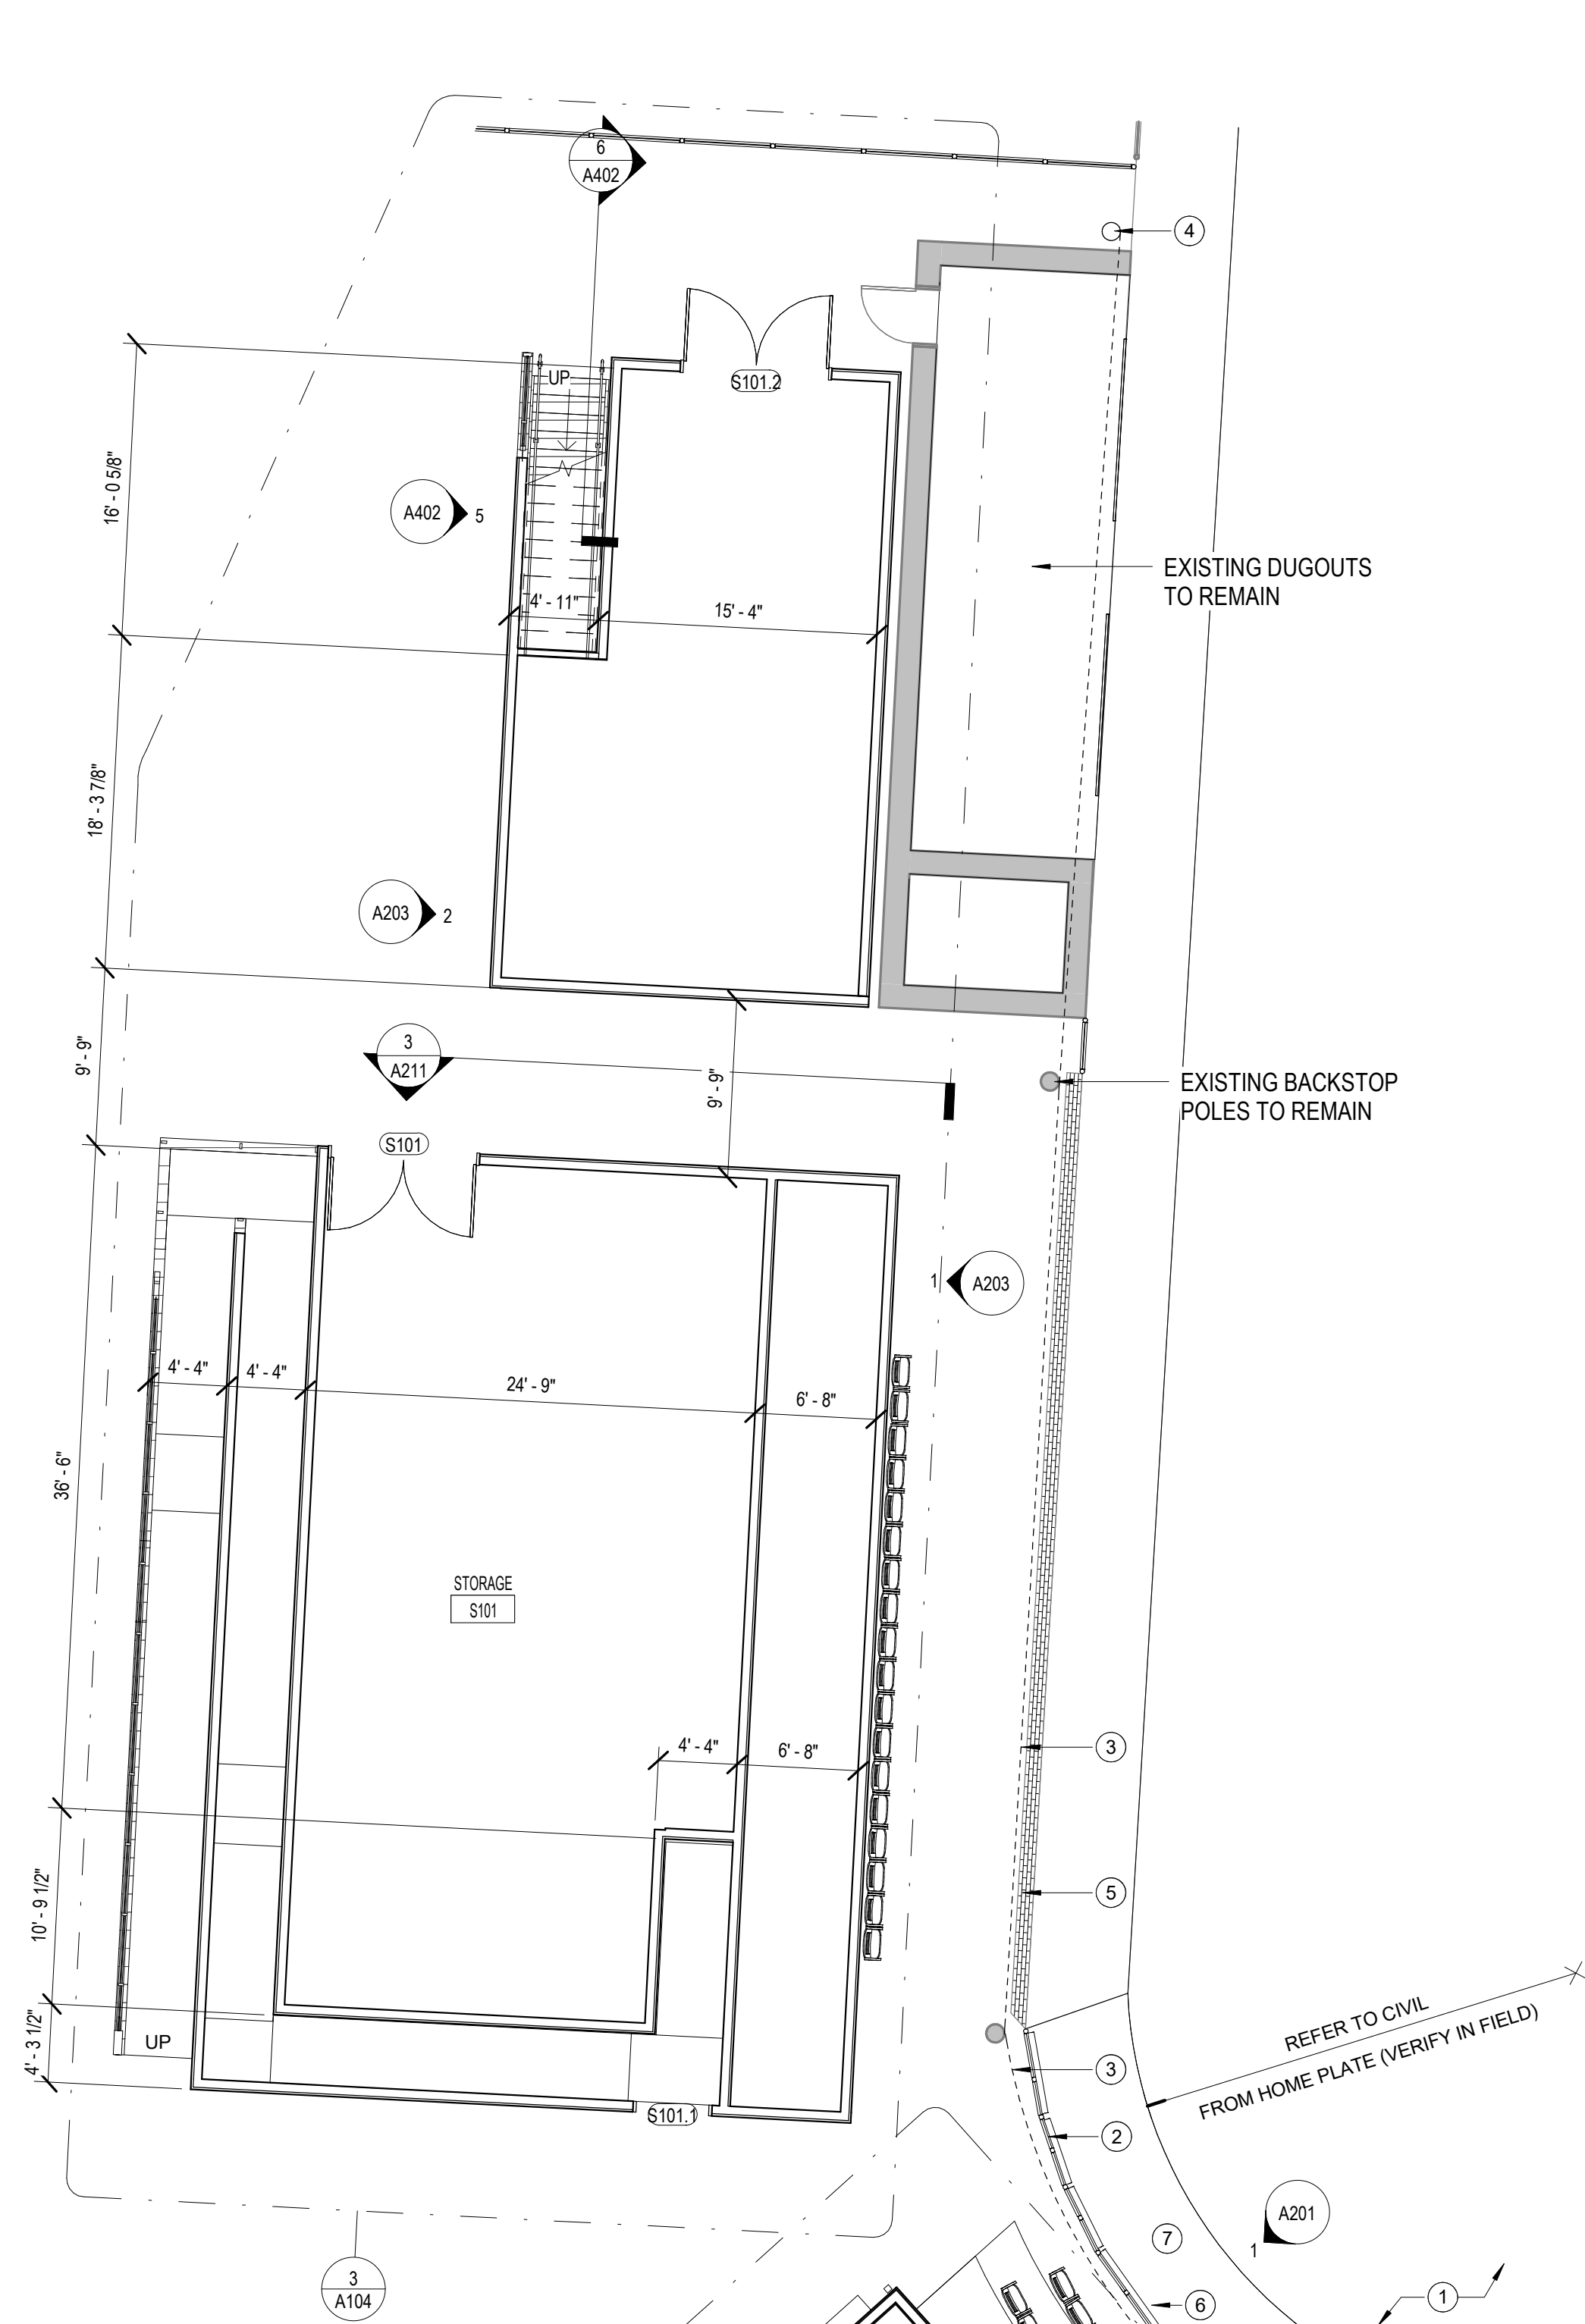 6
A402
4
UP
S101.2
16' - 0 5/8"
A402
5
EXISTING DUGOUTS
TO REMAIN
4' - 11"
15' - 4"
18' - 3 7/8"
A203
2
9' - 9"
3
A211
9' - 9"
EXISTING BACKSTOP
POLES TO REMAIN
S101
1
A203
4' - 4"
4' - 4"
24' - 9"
6' - 8"
36' - 6"
STORAGE
S101
4' - 4"
6' - 8"
3
5
10' - 9 1/2"
4' - 3 1/2"
UP
REFER TO CIVIL
FROM HOME PLATE (VERIFY IN FIELD)
3
2
S101.1
A201
1
7
3
A104
6
1